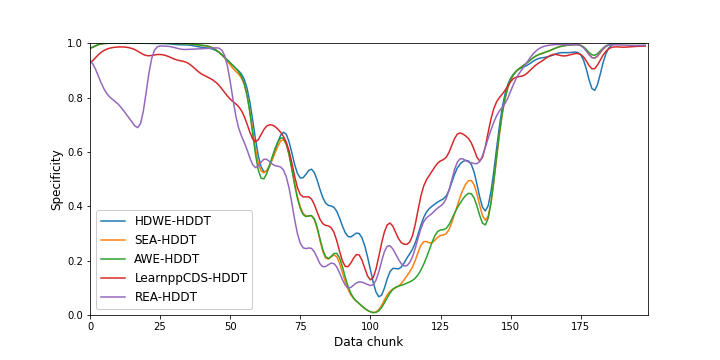 1.0
0.8
0.6
0.4
0.2
0.0
Specificity
HDWE-HDDT
SEA-HDDT
AWE-HDDT
LearnppCDS-HDDT
REA-HDDT
0 25 50 75 100 125 150 175
Data chunk